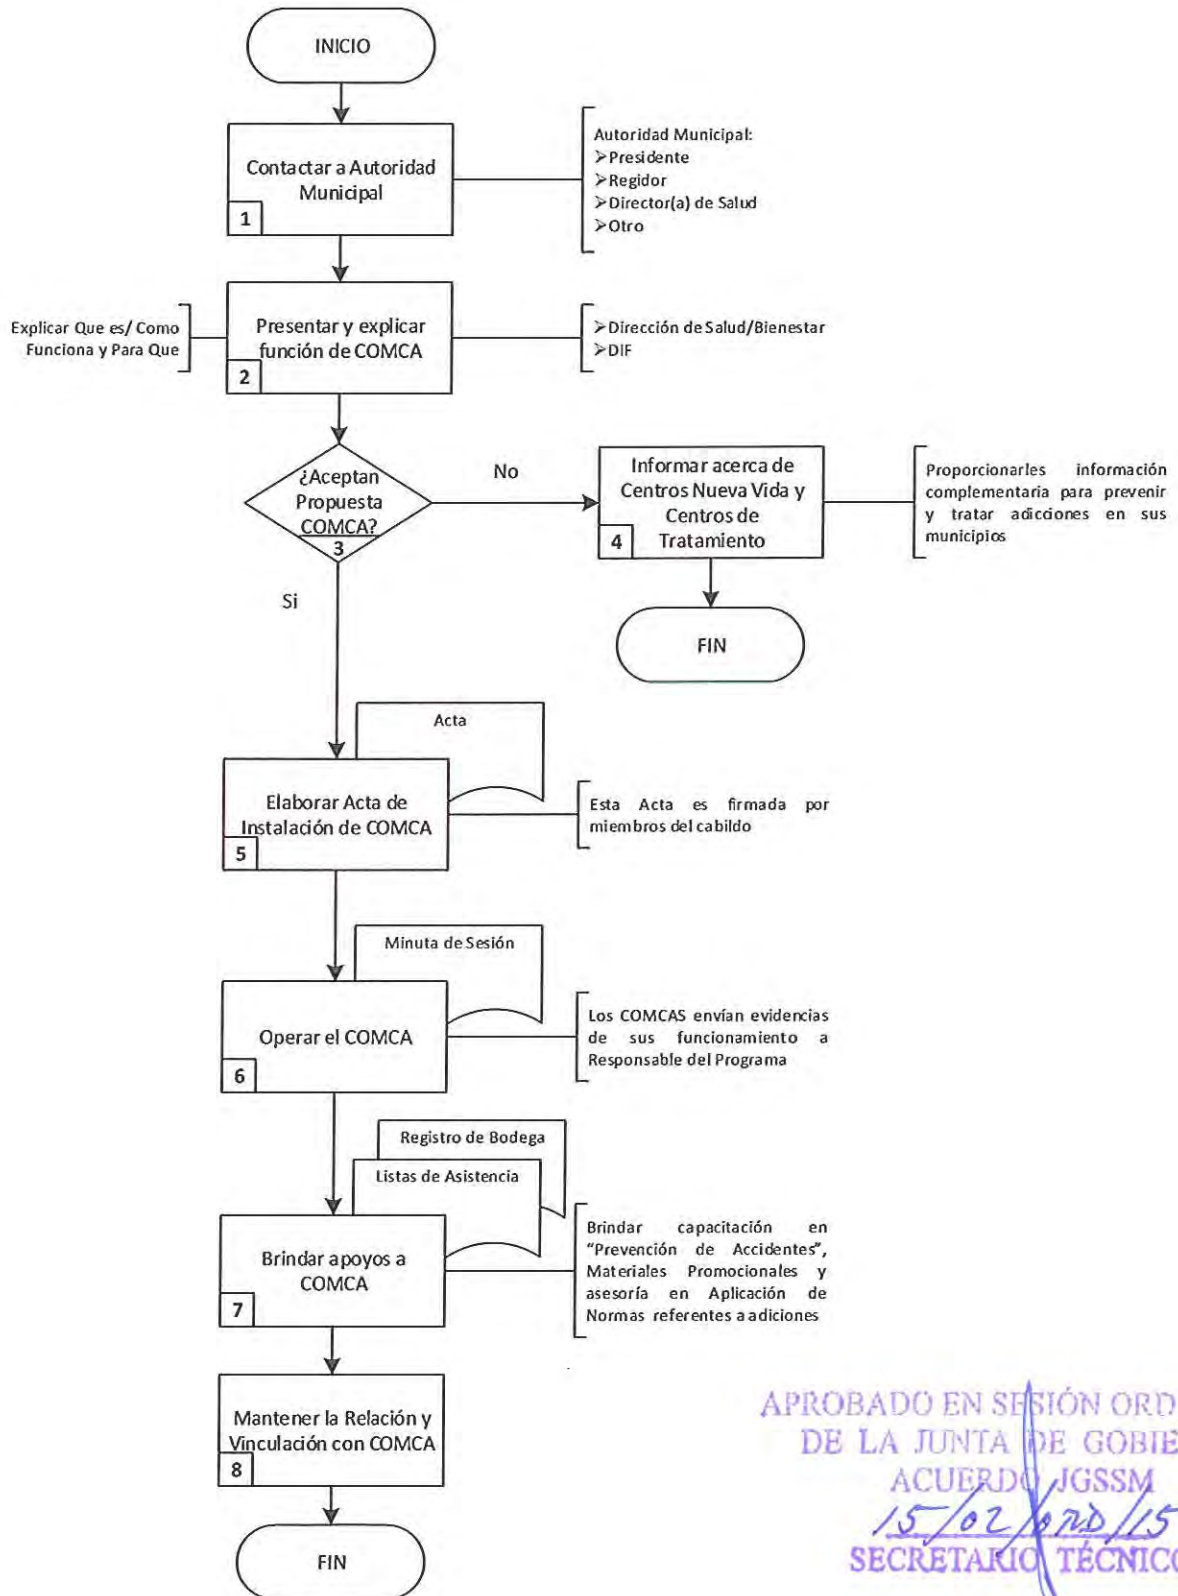 INICIO
Contactar a Autoridad
Municipal
1
Autoridad Municipal:
➢Presidente
➢Regidor
➢Director(a) de Salud
➢Otro
Explicar Que es/ Como
Funciona y Para Que
Presentar y explicar
función de COMCA
2
➢Dirección de Salud/Bienestar
➢DIF
¿Aceptan
Propuesta
COMCA?
3
No
Informar acerca de
Centros Nueva Vida y
Centros de
Tratamiento
4
Proporcionarles información
complementaria para prevenir
y tratar adicciones en sus
municipios
FIN
Si
Acta
Elaborar Acta de
Instalación de COMCA
5
Esta Acta es firmada por
miembros del cabildo
Minuta de Sesión
Operar el COMCA
6
Los COMCAS envían evidencias
de sus funcionamiento a
Responsable del Programa
Registro de Bodega
Listas de Asistencia
Brindar apoyos a
COMCA
7
Brindar capacitación en
“Prevención de Accidentes”,
Materiales Promocionales y
asesoría en Aplicación de
Normas referentes a adiciones
Mantener la Relación y
Vinculación con COMCA
8
FIN
APROBADO EN SESIÓN ORD
DE LA JUNTA DE GOBIE
ACUERDO JGSSM
15/02/ORD/15
SECRETARIO TÉCNICO